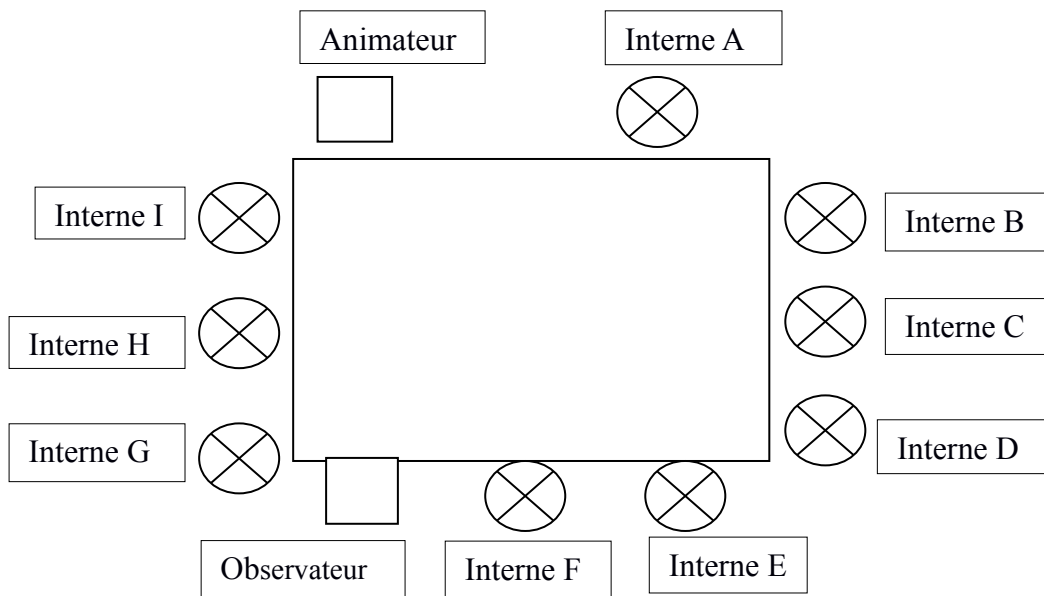 Animateur
Interne A
Interne I
Interne B
Interne H
Interne C
Interne G
Interne D
Observateur
Interne F
Interne E